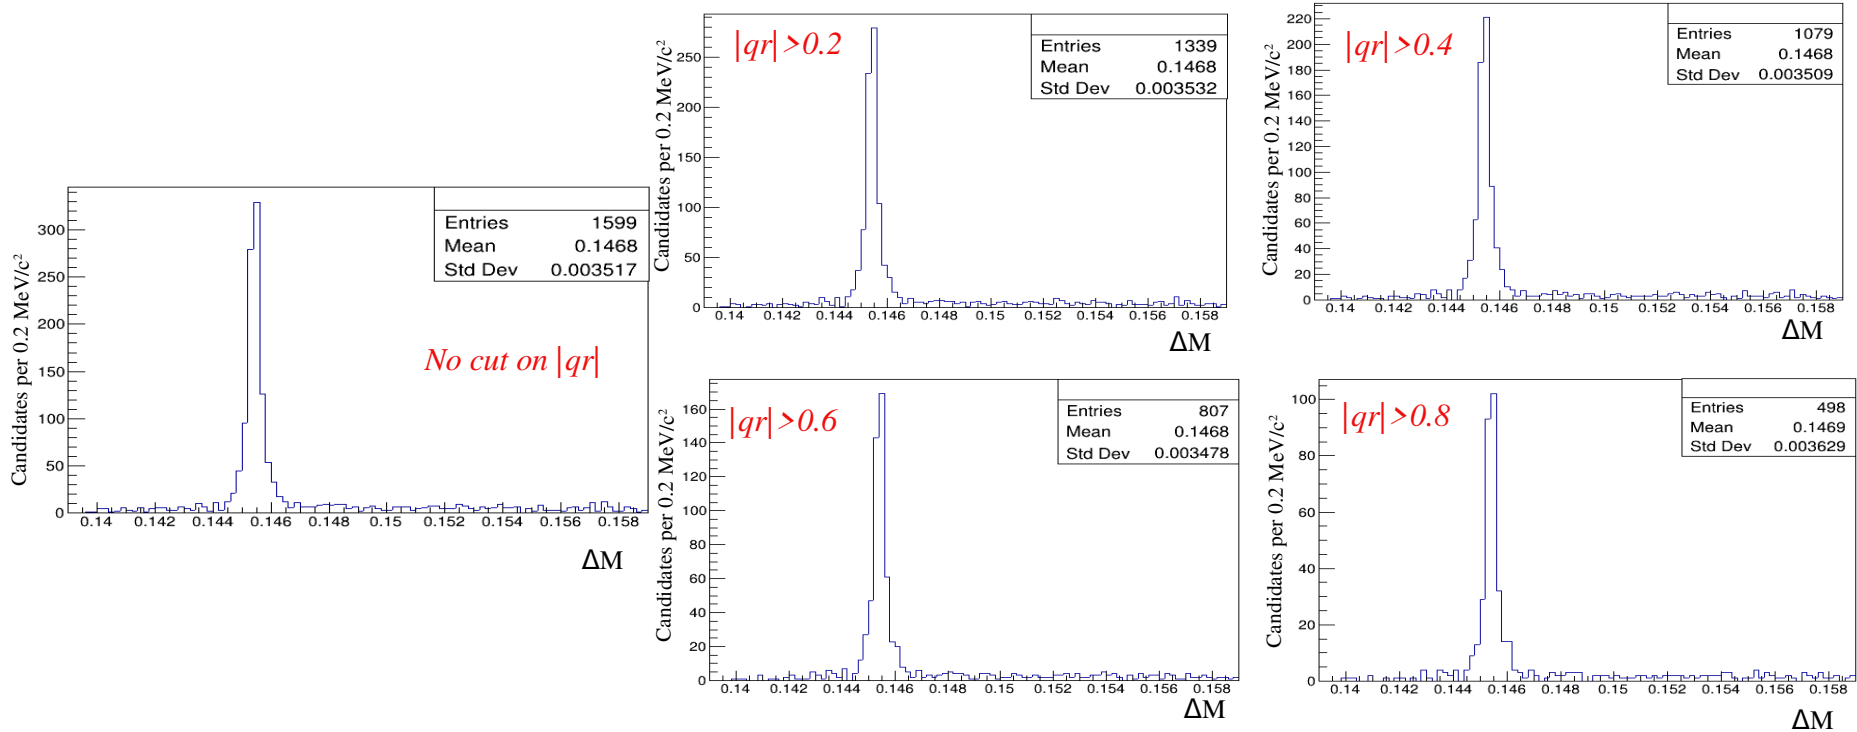 Candidates per 0.2 MeV/c²
300
250
200
150
100
50
0
Entries 1599
Mean 0.1468
Std Dev 0.003517
No cut on |qr|
0.14 0.142 0.144 0.146 0.148 0.15 0.152 0.154 0.156 0.158
ΔM
Candidates per 0.2 MeV/c²
250
200
150
100
50
0
|qr|>0.2
Entries 1339
Mean 0.1468
Std Dev 0.003532
0.14 0.142 0.144 0.146 0.148 0.15 0.152 0.154 0.156 0.158
ΔM
Candidates per 0.2 MeV/c²
220
200
180
160
140
120
100
80
60
40
20
0
|qr|>0.4
Entries 1079
Mean 0.1468
Std Dev 0.003509
0.14 0.142 0.144 0.146 0.148 0.15 0.152 0.154 0.156 0.158
ΔM
Candidates per 0.2 MeV/c²
160
140
120
100
80
60
40
20
0
|qr|>0.6
Entries 807
Mean 0.1468
Std Dev 0.003478
0.14 0.142 0.144 0.146 0.148 0.15 0.152 0.154 0.156 0.158
ΔM
Candidates per 0.2 MeV/c²
100
80
60
40
20
0
|qr|>0.8
Entries 498
Mean 0.1469
Std Dev 0.003629
0.14 0.142 0.144 0.146 0.148 0.15 0.152 0.154 0.156 0.158
ΔM